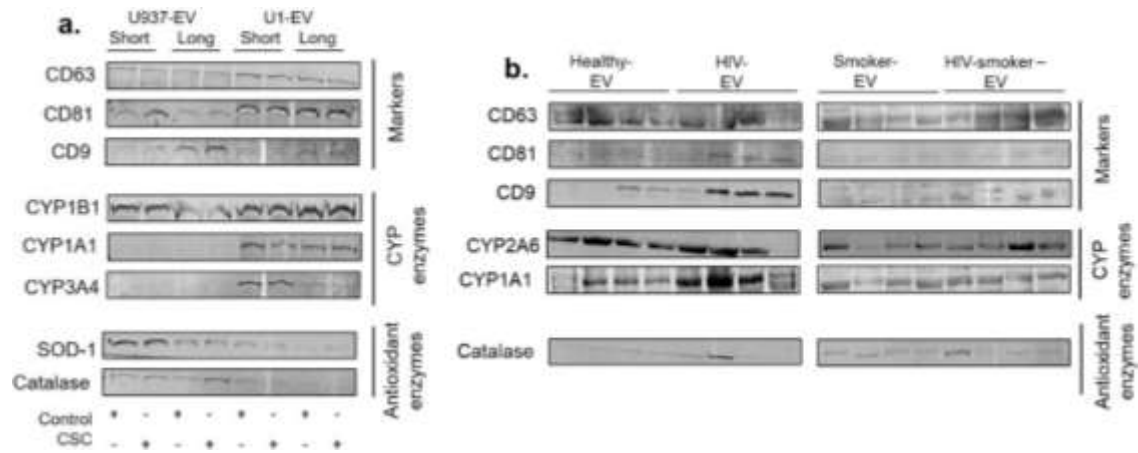 a.
U937-EV U1-EV
Short Long Short Long
CD63
CD81
CD9
Markers
CYP1B1
CYP1A1
CYP3A4
CYP
enzymes
SOD-1
Catalase
Antioxidant
enzymes
Control + - + - + - + -
CSC - + - + - + - +
b.
Healthy-
EV
HIV-
EV
Smoker-
EV
HIV-smoker –
EV
CD63
CD81
CD9
Markers
CYP2A6
CYP1A1
CYP
enzymes
Catalase
Antioxidant
enzymes